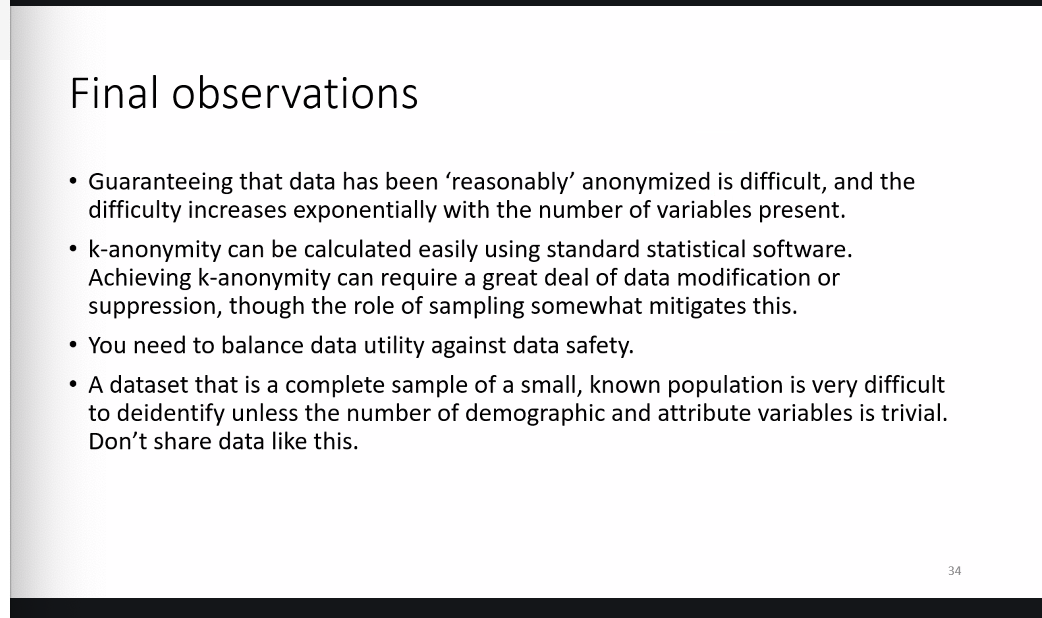 Final observations
• Guaranteeing that data has been ‘reasonably’ anonymized is difficult, and the
difficulty increases exponentially with the number of variables present.
• k-anonymity can be calculated easily using standard statistical software.
Achieving k-anonymity can require a great deal of data modification or
suppression, though the role of sampling somewhat mitigates this.
• You need to balance data utility against data safety.
• A dataset that is a complete sample of a small, known population is very difficult
to deidentify unless the number of demographic and attribute variables is trivial.
Don’t share data like this.
34